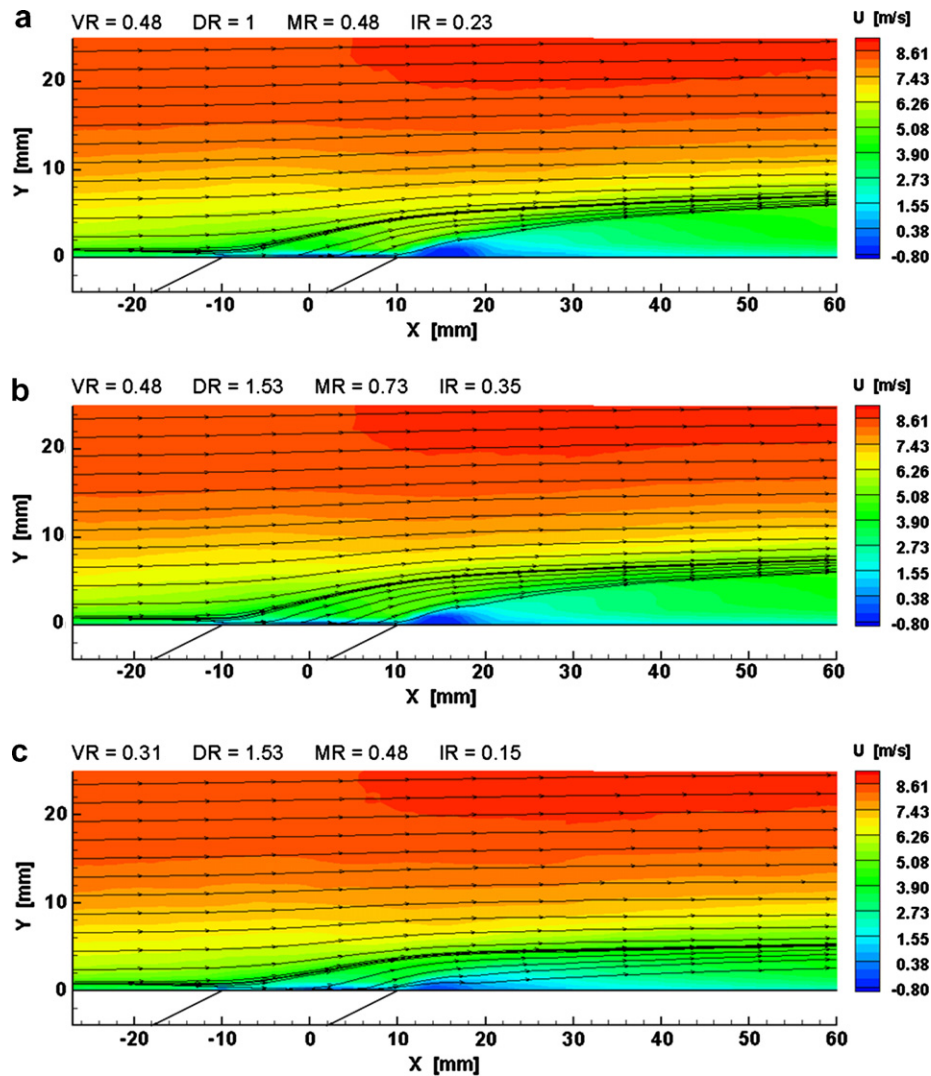 a
VR = 0.48 DR = 1 MR = 0.48 IR = 0.23
U [m/s]
8.61
7.43
6.26
5.08
3.90
2.73
1.55
0.38
-0.80
Y [mm]
20
10
0
-20 -10 0 10 20 30 40 50 60
X [mm]
b
VR = 0.48 DR = 1.53 MR = 0.73 IR = 0.35
U [m/s]
8.61
7.43
6.26
5.08
3.90
2.73
1.55
0.38
-0.80
Y [mm]
20
10
0
-20 -10 0 10 20 30 40 50 60
X [mm]
c
VR = 0.31 DR = 1.53 MR = 0.48 IR = 0.15
U [m/s]
8.61
7.43
6.26
5.08
3.90
2.73
1.55
0.38
-0.80
Y [mm]
20
10
0
-20 -10 0 10 20 30 40 50 60
X [mm]